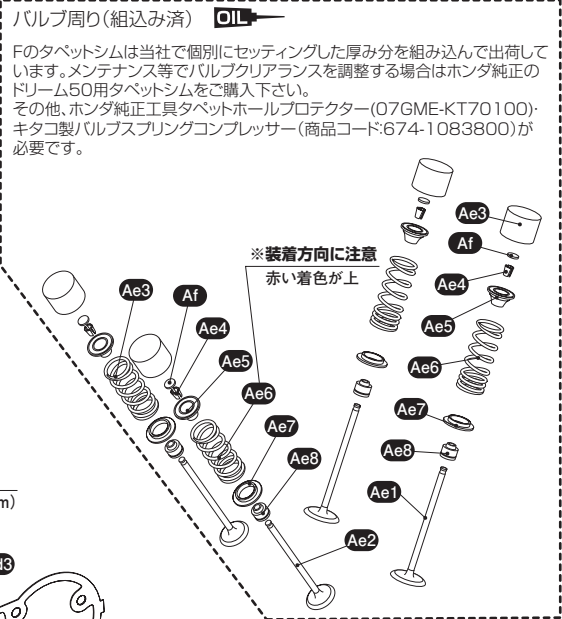 バルブ周り(組込み済) OIL
Fのタペットシムは当社で個別にセッティングした厚み分を組み込んで出荷して
います。メンテナンス等でバルブクリアランスを調整する場合はホンダ純正の
ドリーム50用タペットシムをご購入下さい。
その他、ホンダ純正工具タペットホールプロテクター(07GME-KT70100)・
キタコ製バルブスプリングコンプレッサー(商品コード:674-1083800)が
必要です。
※装着方向に注意
赤い着色が上
Ae3
Af
Ae4
Ae5
Ae6
Ae7
Ae8
Ae2
Ae3
Af
Ae4
Ae5
Ae6
Ae7
Ae8
Ae1
m)
d3